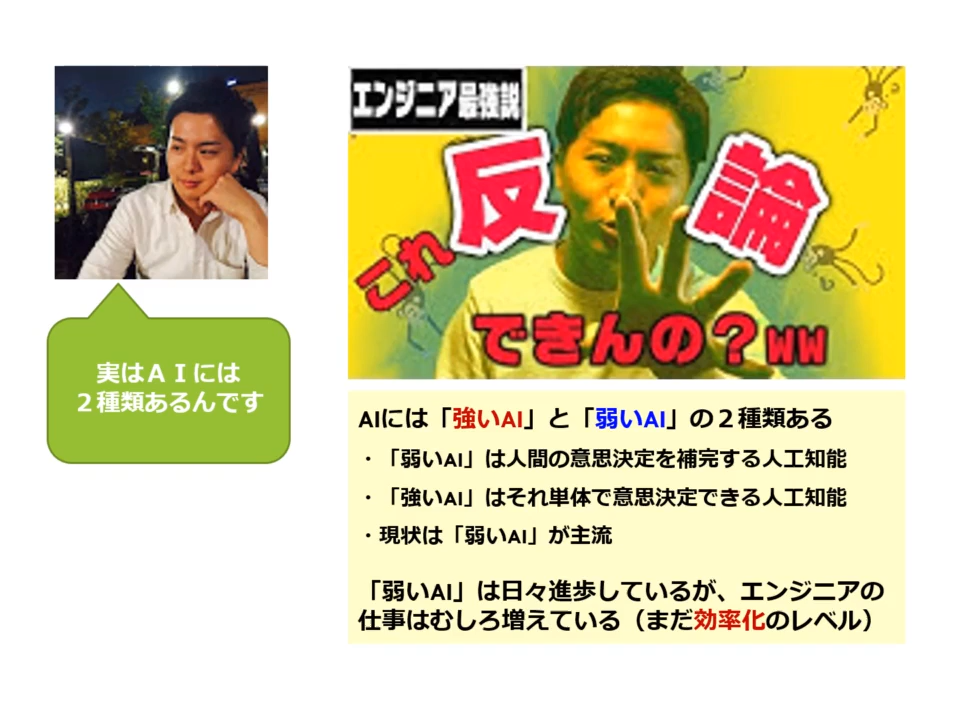 エンジニア最強説
これ
反論
できんの？ww
実はＡＩには
２種類あるんです
AIには「強いAI」と「弱いAI」の２種類ある
・「弱いAI」は人間の意思決定を補完する人工知能
・「強いAI」はそれ単体で意思決定できる人工知能
・現状は「弱いAI」が主流
「弱いAI」は日々進歩しているが、エンジニアの
仕事はむしろ増えている（まだ効率化のレベル）